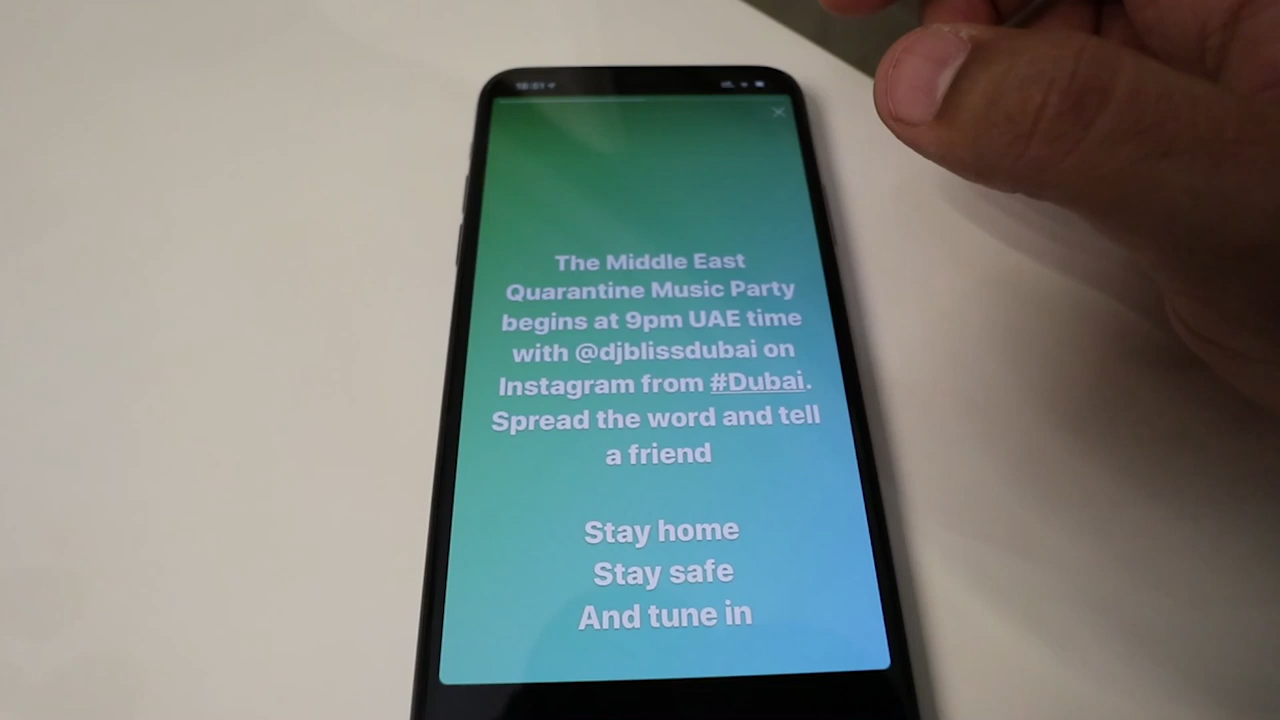 The Middle East
Quarantine Music Party
begins at 9pm UAE time
with @djblissdubai on
Instagram from #Dubai.
Spread the word and tell
a friend
Stay home
Stay safe
And tune in